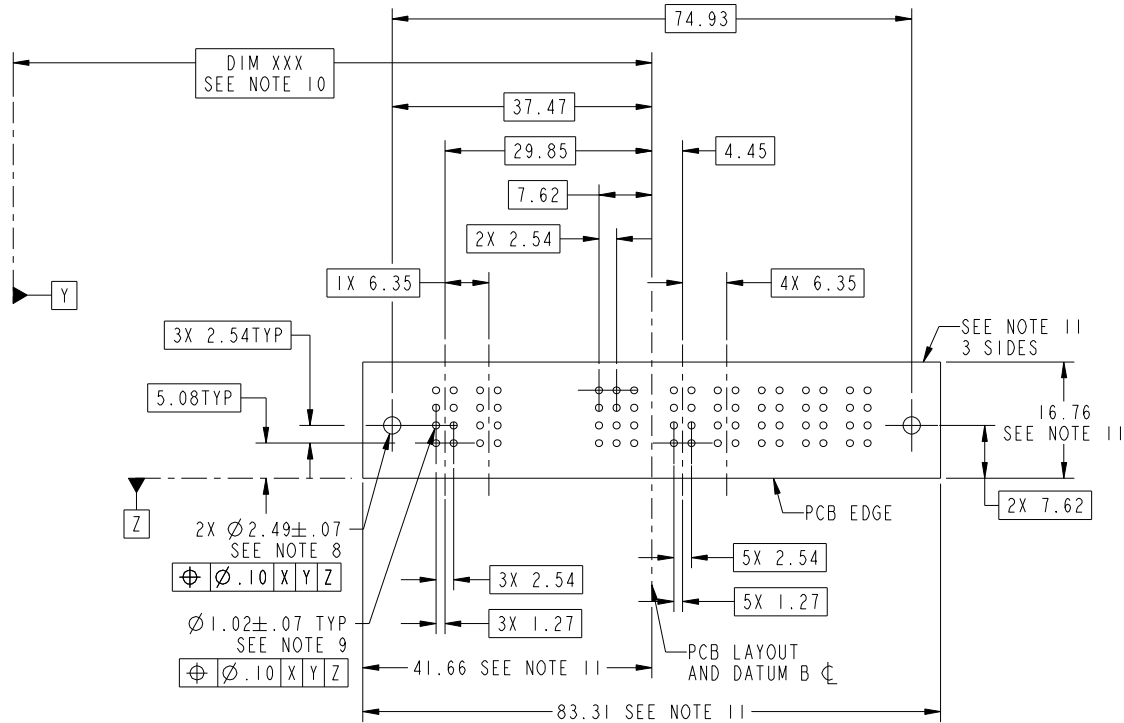 74.93
DIM XXX
SEE NOTE 10
37.47
29.85
4.45
7.62
2X 2.54
1X 6.35
4X 6.35
Y
3X 2.54TYP
SEE NOTE 11
3 SIDES
5.08TYP
16.76
SEE NOTE 11
Z
2X 7.62
PCB EDGE
2X Ø2.49±.07
SEE NOTE 8
⌖ Ø.10 X Y Z
5X 2.54
3X 2.54
5X 1.27
Ø1.02±.07 TYP
SEE NOTE 9
⌖ Ø.10 X Y Z
3X 1.27
41.66 SEE NOTE 11
PCB LAYOUT
AND DATUM B ℄
83.31 SEE NOTE 11